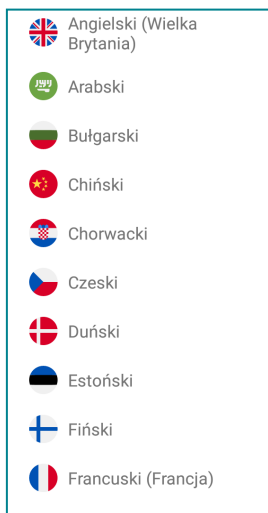 Angielski (Wielka
Brytania)
Arabski
Bułgarski
Chiński
Chorwacki
Czeski
Duński
Estoński
Fiński
Francuski (Francja)